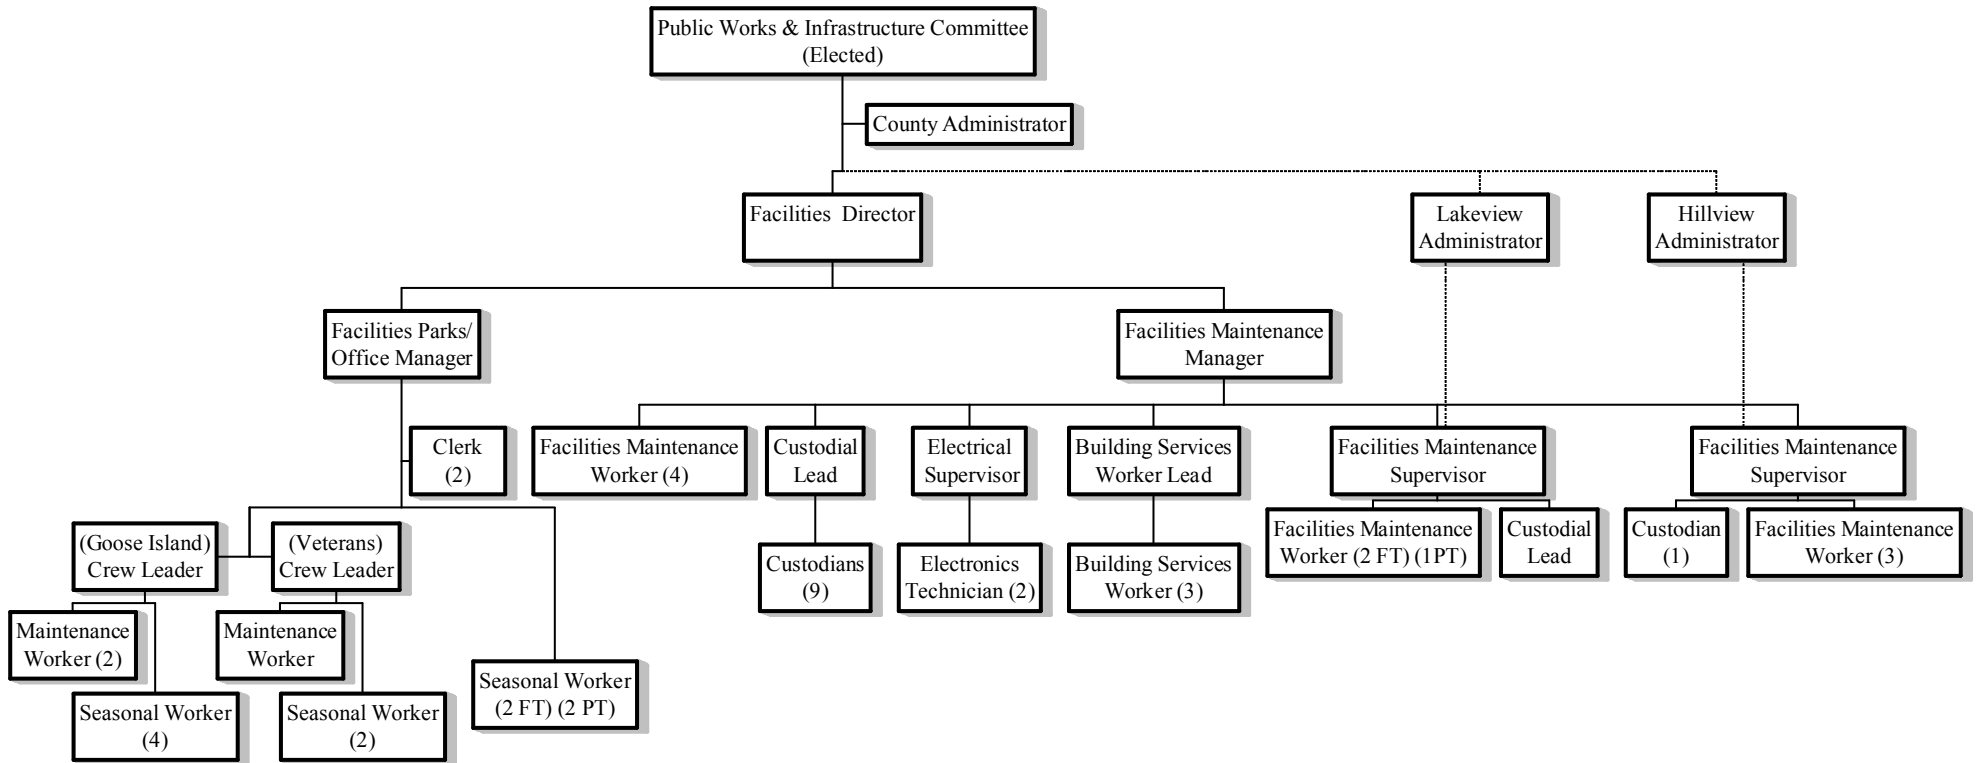 Public Works & Infrastructure Committee
(Elected)
County Administrator
Facilities Director
Lakeview
Administrator
Hillview
Administrator
Facilities Parks/
Office Manager
Facilities Maintenance
Manager
Clerk
(2)
Facilities Maintenance
Worker (4)
Custodial
Lead
Electrical
Supervisor
Building Services
Worker Lead
Facilities Maintenance
Supervisor
Facilities Maintenance
Supervisor
(Goose Island)
Crew Leader
(Veterans)
Crew Leader
Custodians
(9)
Electronics
Technician (2)
Building Services
Worker (3)
Facilities Maintenance
Worker (2 FT) (1PT)
Custodial
Lead
Custodian
(1)
Facilities Maintenance
Worker (3)
Maintenance
Worker (2)
Maintenance
Worker
Seasonal Worker
(2 FT) (2 PT)
Seasonal Worker
(4)
Seasonal Worker
(2)